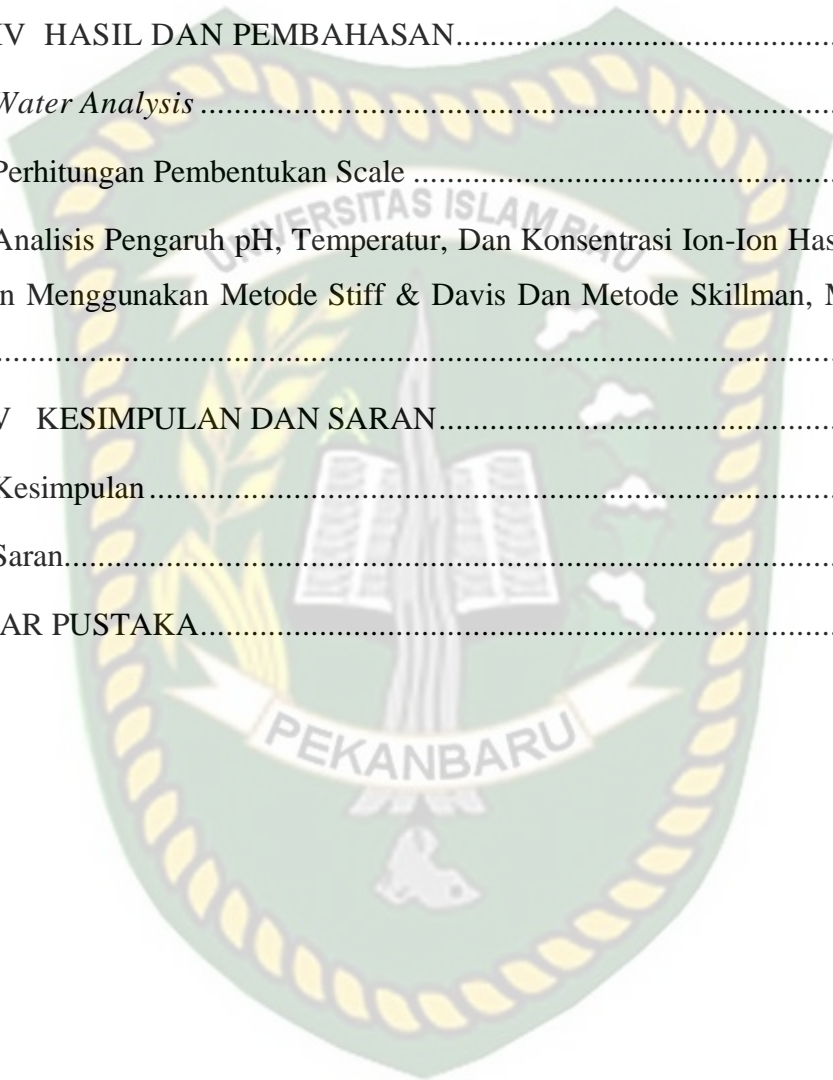 IV HASIL DAN PEMBAHASAN
Water Analysis
Perhitungan Pembentukan Scale
UNIVERSITAS ISLAM RIAU
Analisis Pengaruh pH, Temperatur, Dan Konsentrasi Ion-Ion Has
n Menggunakan Metode Stiff & Davis Dan Metode Skillman, M
V KESIMPULAN DAN SARAN
Kesimpulan
Saran
AR PUSTAKA
PEKANBARU